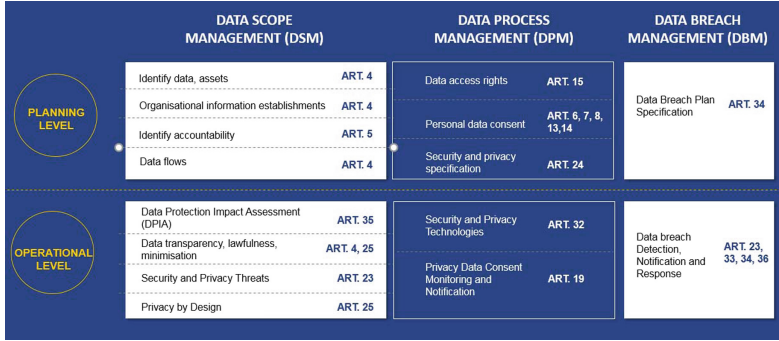 DATA SCOPE
MANAGEMENT (DSM)
DATA PROCESS
MANAGEMENT (DPM)
DATA BREACH
MANAGEMENT (DBM)
PLANNING
LEVEL
Identify data, assets
ART. 4
Organisational information establishments
ART. 4
Identify accountability
ART. 5
Data flows
ART. 4
Data access rights
ART. 15
Personal data consent
ART. 6, 7, 8,
13,14
Security and privacy
specification
ART. 24
Data Breach Plan
Specification
ART. 34
OPERATIONAL
LEVEL
Data Protection Impact Assessment
(DPIA)
ART. 35
Data transparency, lawfulness,
minimisation
ART. 4, 25
Security and Privacy Threats
ART. 23
Privacy by Design
ART. 25
Security and Privacy
Technologies
ART. 32
Privacy Data Consent
Monitoring and
Notification
ART. 19
Data breach
Detection,
Notification and
Response
ART. 23,
33, 34, 36